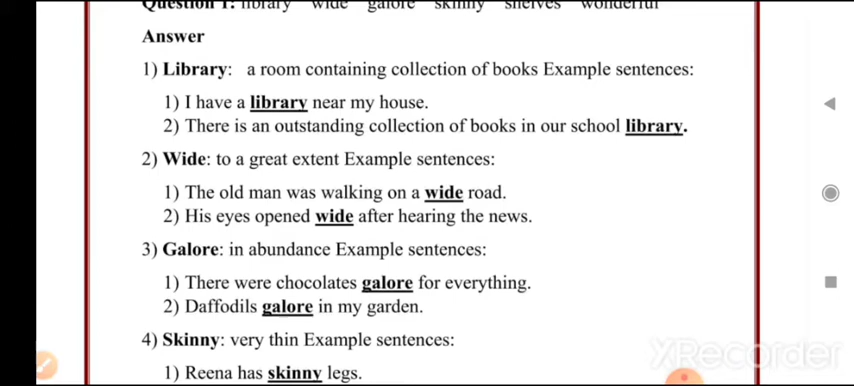 Question 1: library wide galore skinny shelves wonderful
Answer
1) Library: a room containing collection of books Example sentences:
1) I have a library near my house.
2) There is an outstanding collection of books in our school library.
2) Wide: to a great extent Example sentences:
1) The old man was walking on a wide road.
2) His eyes opened wide after hearing the news.
3) Galore: in abundance Example sentences:
1) There were chocolates galore for everything.
2) Daffodils galore in my garden.
4) Skinny: very thin Example sentences:
1) Reena has skinny legs.
XRecorder